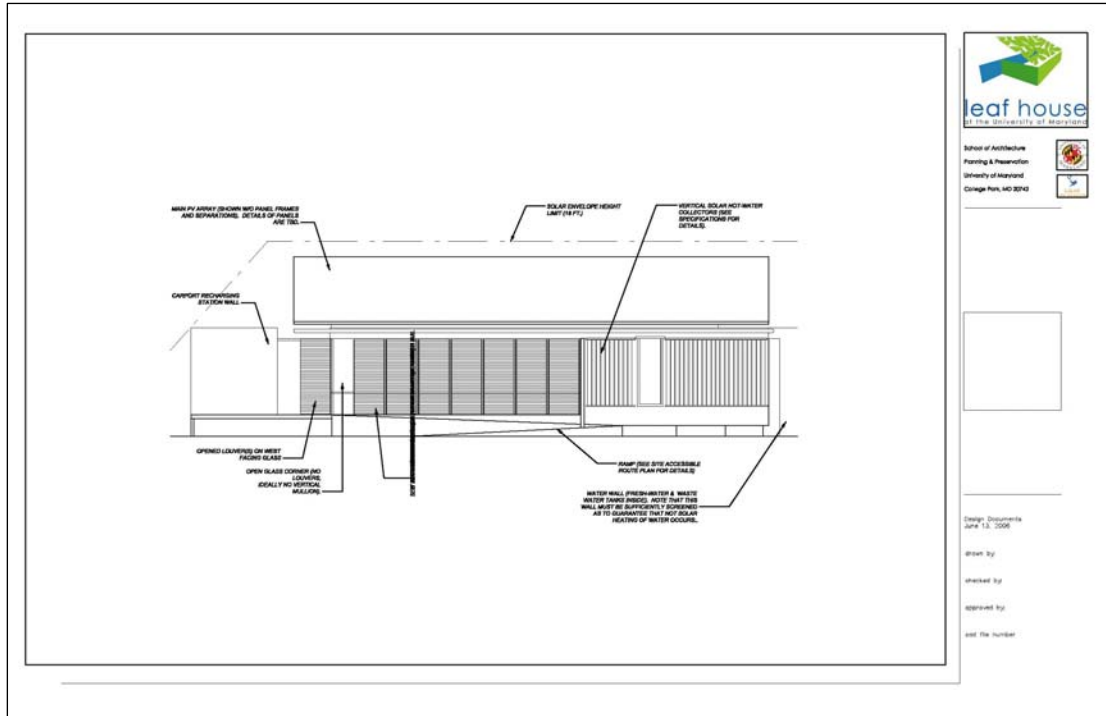 MAIN PV ARRAY (SHOWN W/O PANEL FRAMES
AND SEPARATIONS). DETAILS OF PANELS
ARE TBD.
SOLAR ENVELOPE HEIGHT
LIMIT (18 FT.)
VERTICAL SOLAR HOT-WATER
COLLECTORS (SEE
SPECIFICATIONS FOR
DETAILS).
CARPORT RECHARGING
STATION WALL
OPENED LOUVER(S) ON WEST
FACING GLASS
OPEN GLASS CORNER (NO
LOUVERS,
IDEALLY NO VERTICAL
MULLION).
RAMP (SEE SITE ACCESSIBLE
ROUTE PLAN FOR DETAILS)
WATER WALL (FRESH-WATER & WASTE
WATER TANKS INSIDE). NOTE THAT THIS
WALL MUST BE SUFFICIENTLY SCREENED
AS TO GUARANTEE THAT NOT SOLAR
HEATING OF WATER OCCURS..
leaf house
at the University of Maryland
School of Architecture
Planning & Preservation
University of Maryland
College Park, MD 20742
Design Documents
June 13, 2006
drawn by:
checked by:
approved by:
cad file number